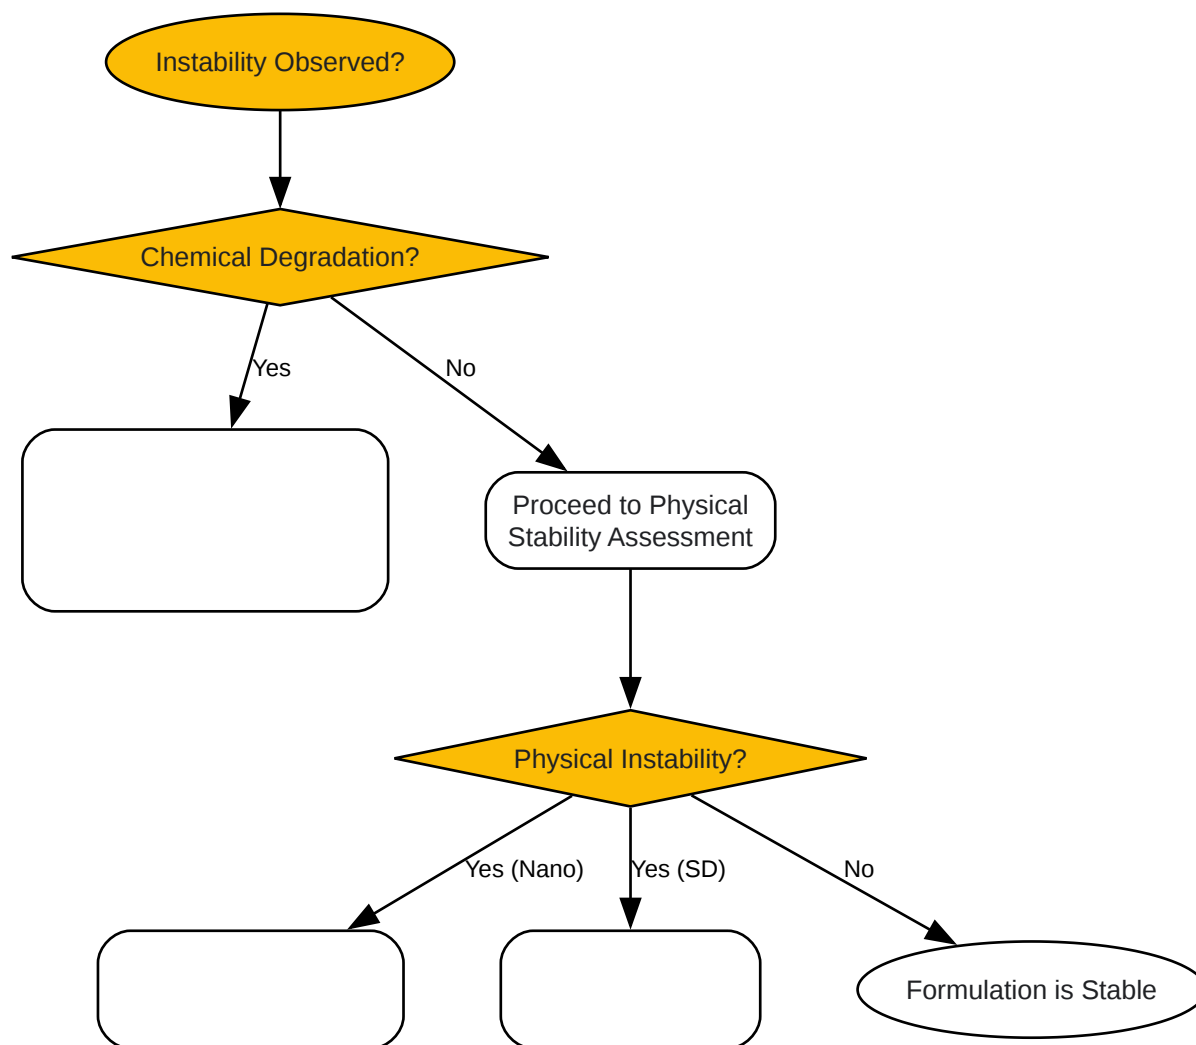 Instability Observed?
Chemical Degradation?
Yes
No
Proceed to Physical
Stability Assessment
Physical Instability?
Yes (Nano)
Yes (SD)
No
Formulation is Stable